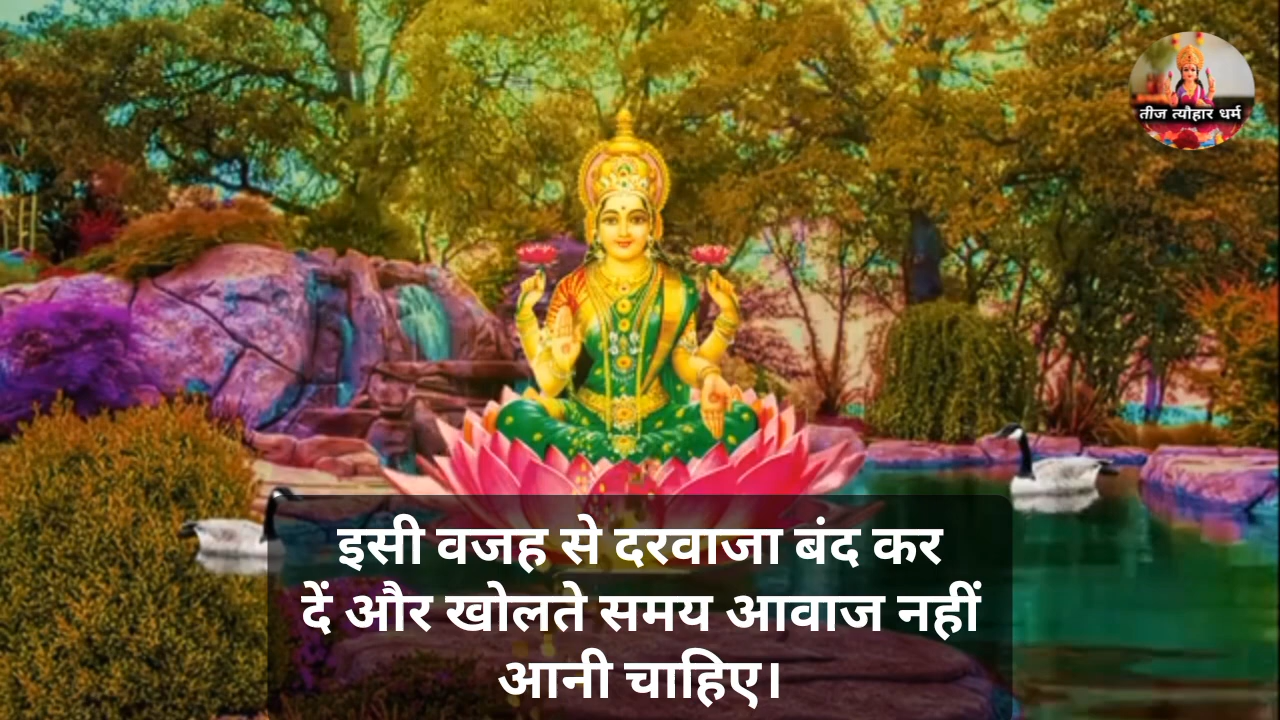 तीज त्यौहार धर्म
इसी वजह से दरवाजा बंद कर
दें और खोलते समय आवाज नहीं
आनी चाहिए।